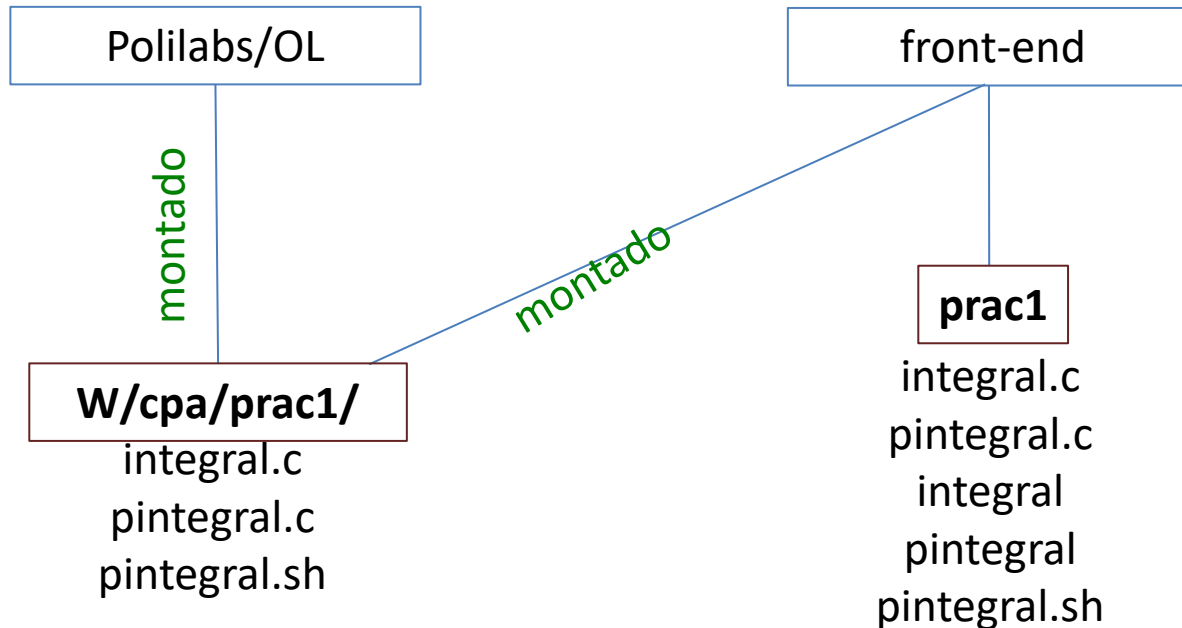 Polilabs/OL
front-end
montado
montado
W/cpa/prac1/
integral.c
pintegral.c
pintegral.sh
prac1
integral.c
pintegral.c
integral
pintegral
pintegral.sh